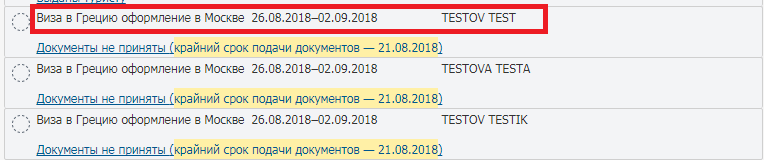 Виза в Грецию оформление в Москве 26.08.2018–02.09.2018 TESTOV TEST
Документы не приняты (крайний срок подачи документов — 21.08.2018)
Виза в Грецию оформление в Москве 26.08.2018–02.09.2018 TESTOVA TESTA
Документы не приняты (крайний срок подачи документов — 21.08.2018)
Виза в Грецию оформление в Москве 26.08.2018–02.09.2018 TESTOV TESTIK
Документы не приняты (крайний срок подачи документов — 21.08.2018)